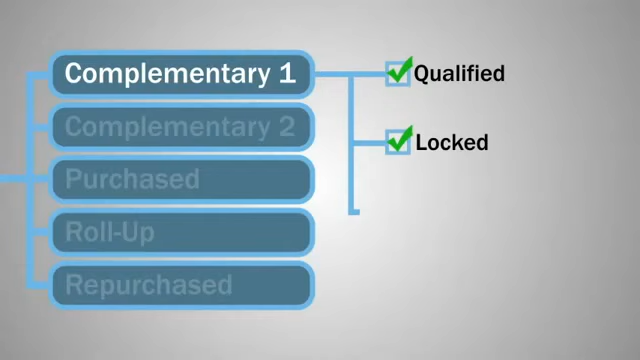 Complementary 1
Qualified
Complementary 2
Locked
Purchased
Roll-Up
Repurchased